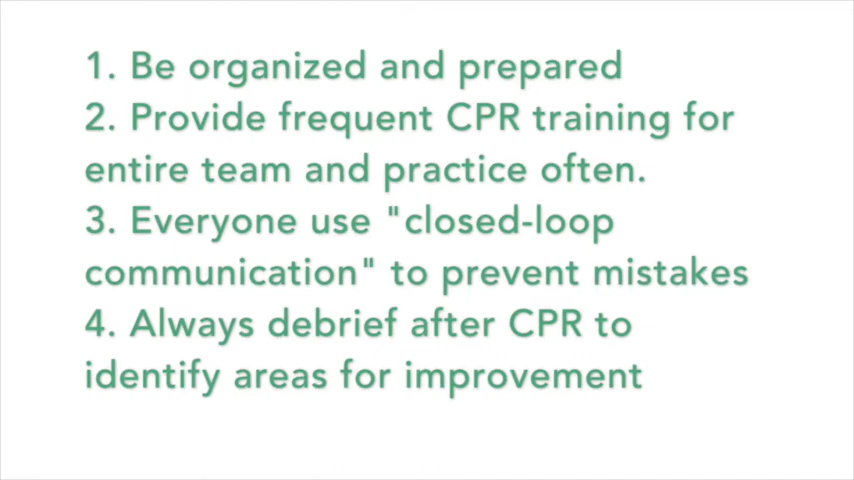 1. Be organized and prepared
2. Provide frequent CPR training for
entire team and practice often.
3. Everyone use "closed-loop
communication" to prevent mistakes
4. Always debrief after CPR to
identify areas for improvement